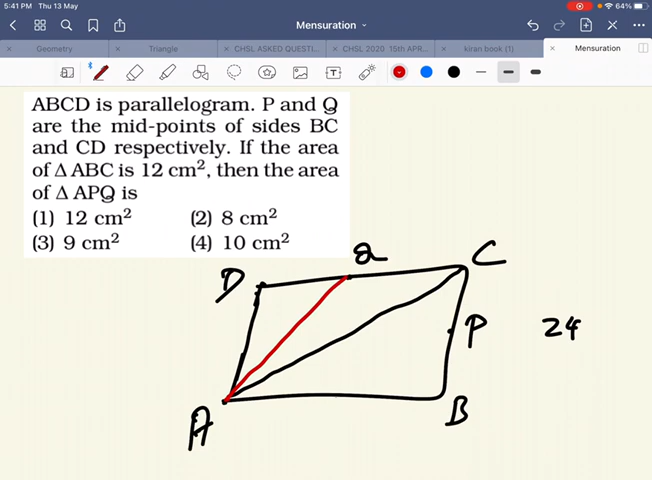 5:41 PM Thu 13 May
64%
Mensuration
Geometry
Triangle
CHSL ASKED QUESTI...
CHSL 2020 15th APR...
kiran book (1)
Mensuration
ABCD is parallelogram. P and Q
are the mid-points of sides BC
and CD respectively. If the area
of Δ ABC is 12 cm², then the area
of Δ APQ is
(1) 12 cm² (2) 8 cm²
(3) 9 cm² (4) 10 cm²
D Q C
P 24
A B